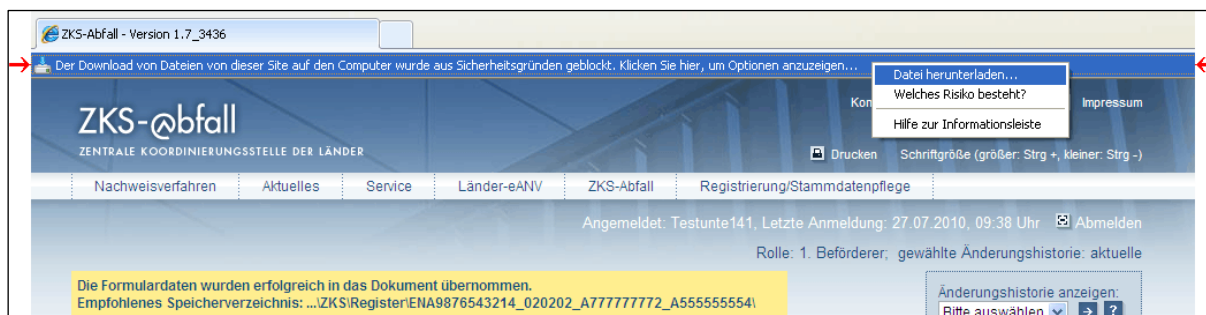 ZKS-Abfall - Version 1.7_3436
Der Download von Dateien von dieser Site auf den Computer wurde aus Sicherheitsgründen geblockt. Klicken Sie hier, um Optionen anzuzeigen...
Datei herunterladen...
Welches Risiko besteht?
Hilfe zur Informationsleiste
Kon
Impressum
ZKS-@bfall
ZENTRALE KOORDINIERUNGSSTELLE DER LÄNDER
Drucken Schriftgröße (größer: Strg +, kleiner: Strg -)
Nachweisverfahren Aktuelles Service Länder-eANV ZKS-Abfall Registrierung/Stammdatenpflege
Angemeldet: Testunte141, Letzte Anmeldung: 27.07.2010, 09:38 Uhr Abmelden
Rolle: 1. Beförderer; gewählte Änderungshistorie: aktuelle
Die Formulardaten wurden erfolgreich in das Dokument übernommen.
Empfohlenes Speicherverzeichnis: ...\ZKS\Register\ENA9876543214_020202_A777777772_A555555554\
Änderungshistorie anzeigen:
Bitte auswählen ?